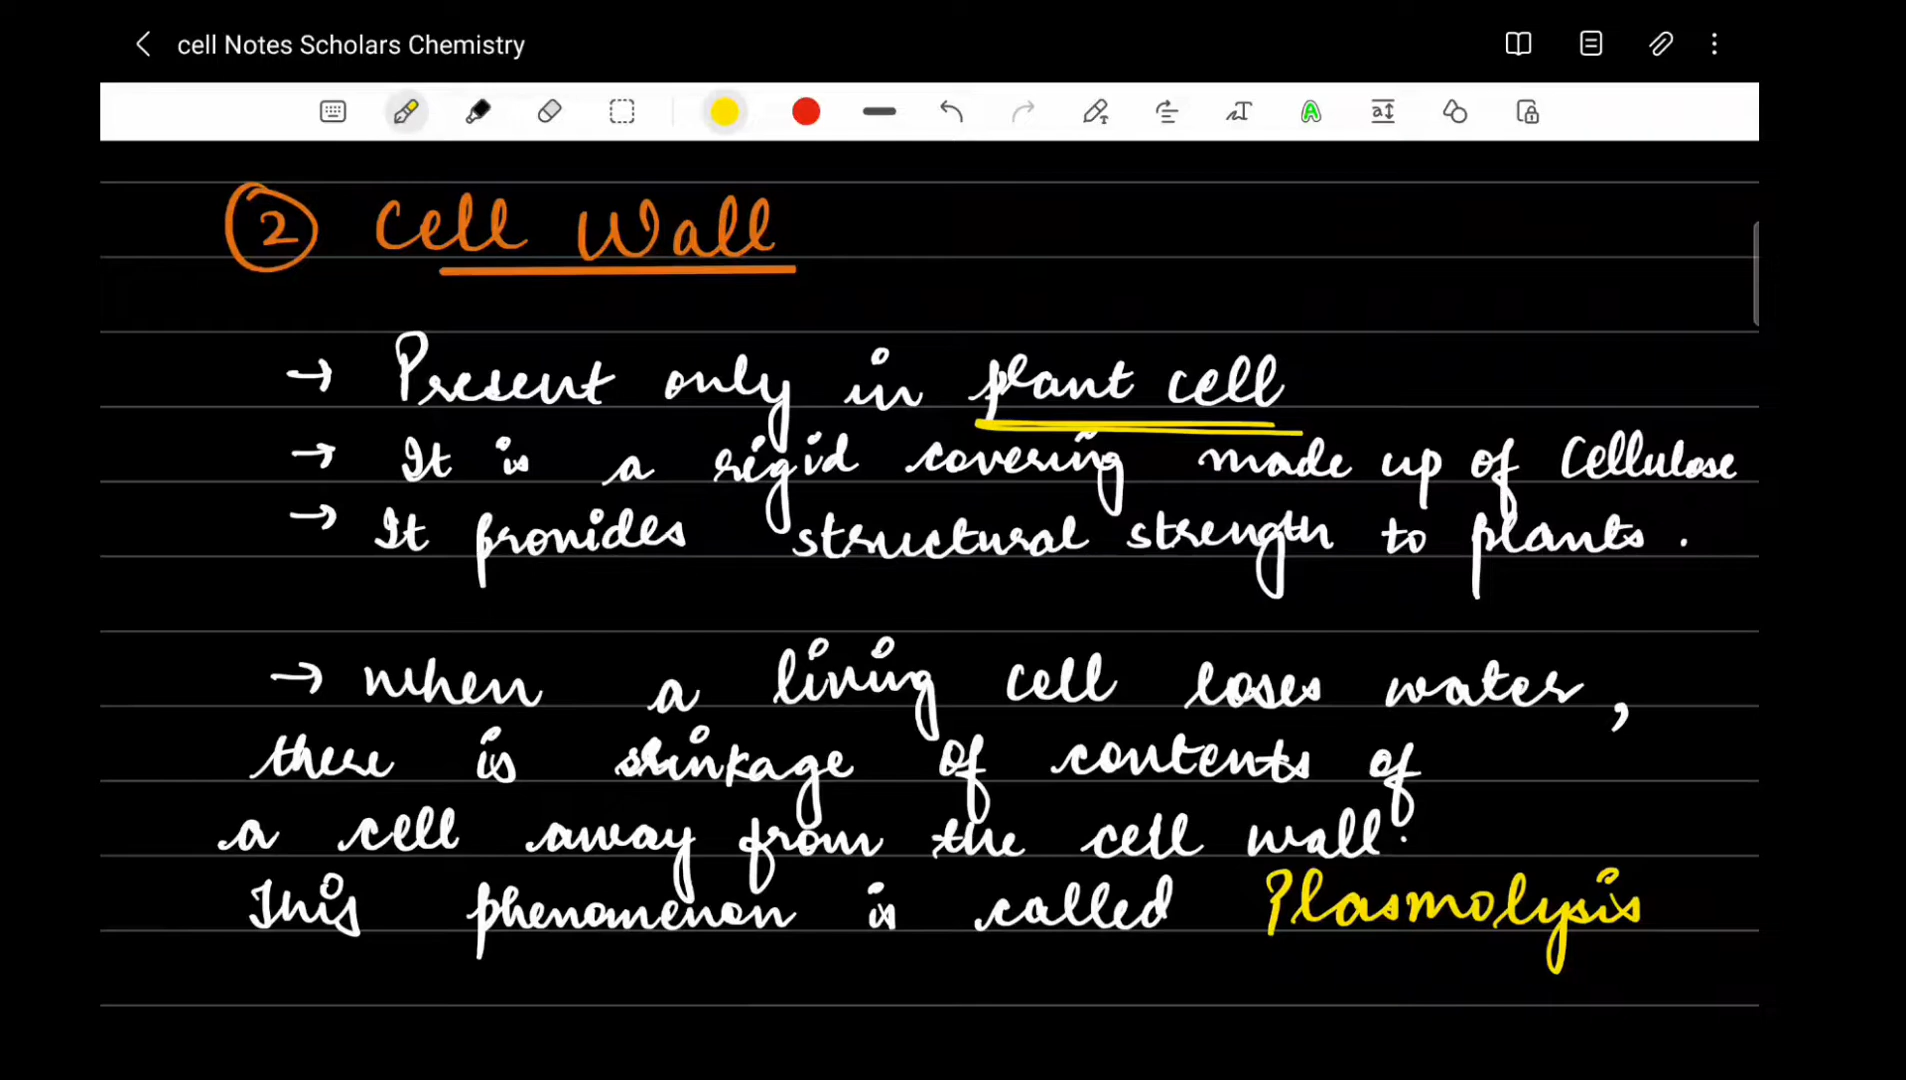 cell Notes Scholars Chemistry
2 Cell Wall
→ Present only in plant cell
→ It is a rigid covering made up of Cellulose
→ It provides structural strength to plants.
→ When a living cell loses water,
there is shrinkage of contents of
a cell away from the cell wall.
This phenomenon is called Plasmolysis